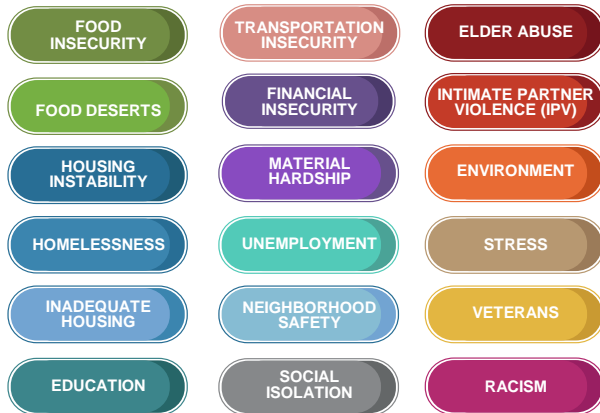 FOOD
INSECURITY
TRANSPORTATION
INSECURITY
ELDER ABUSE
FOOD DESERTS
FINANCIAL
INSECURITY
INTIMATE PARTNER
VIOLENCE (IPV)
HOUSING
INSTABILITY
MATERIAL
HARDSHIP
ENVIRONMENT
HOMELESSNESS
UNEMPLOYMENT
STRESS
INADEQUATE
HOUSING
NEIGHBORHOOD
SAFETY
VETERANS
EDUCATION
SOCIAL
ISOLATION
RACISM